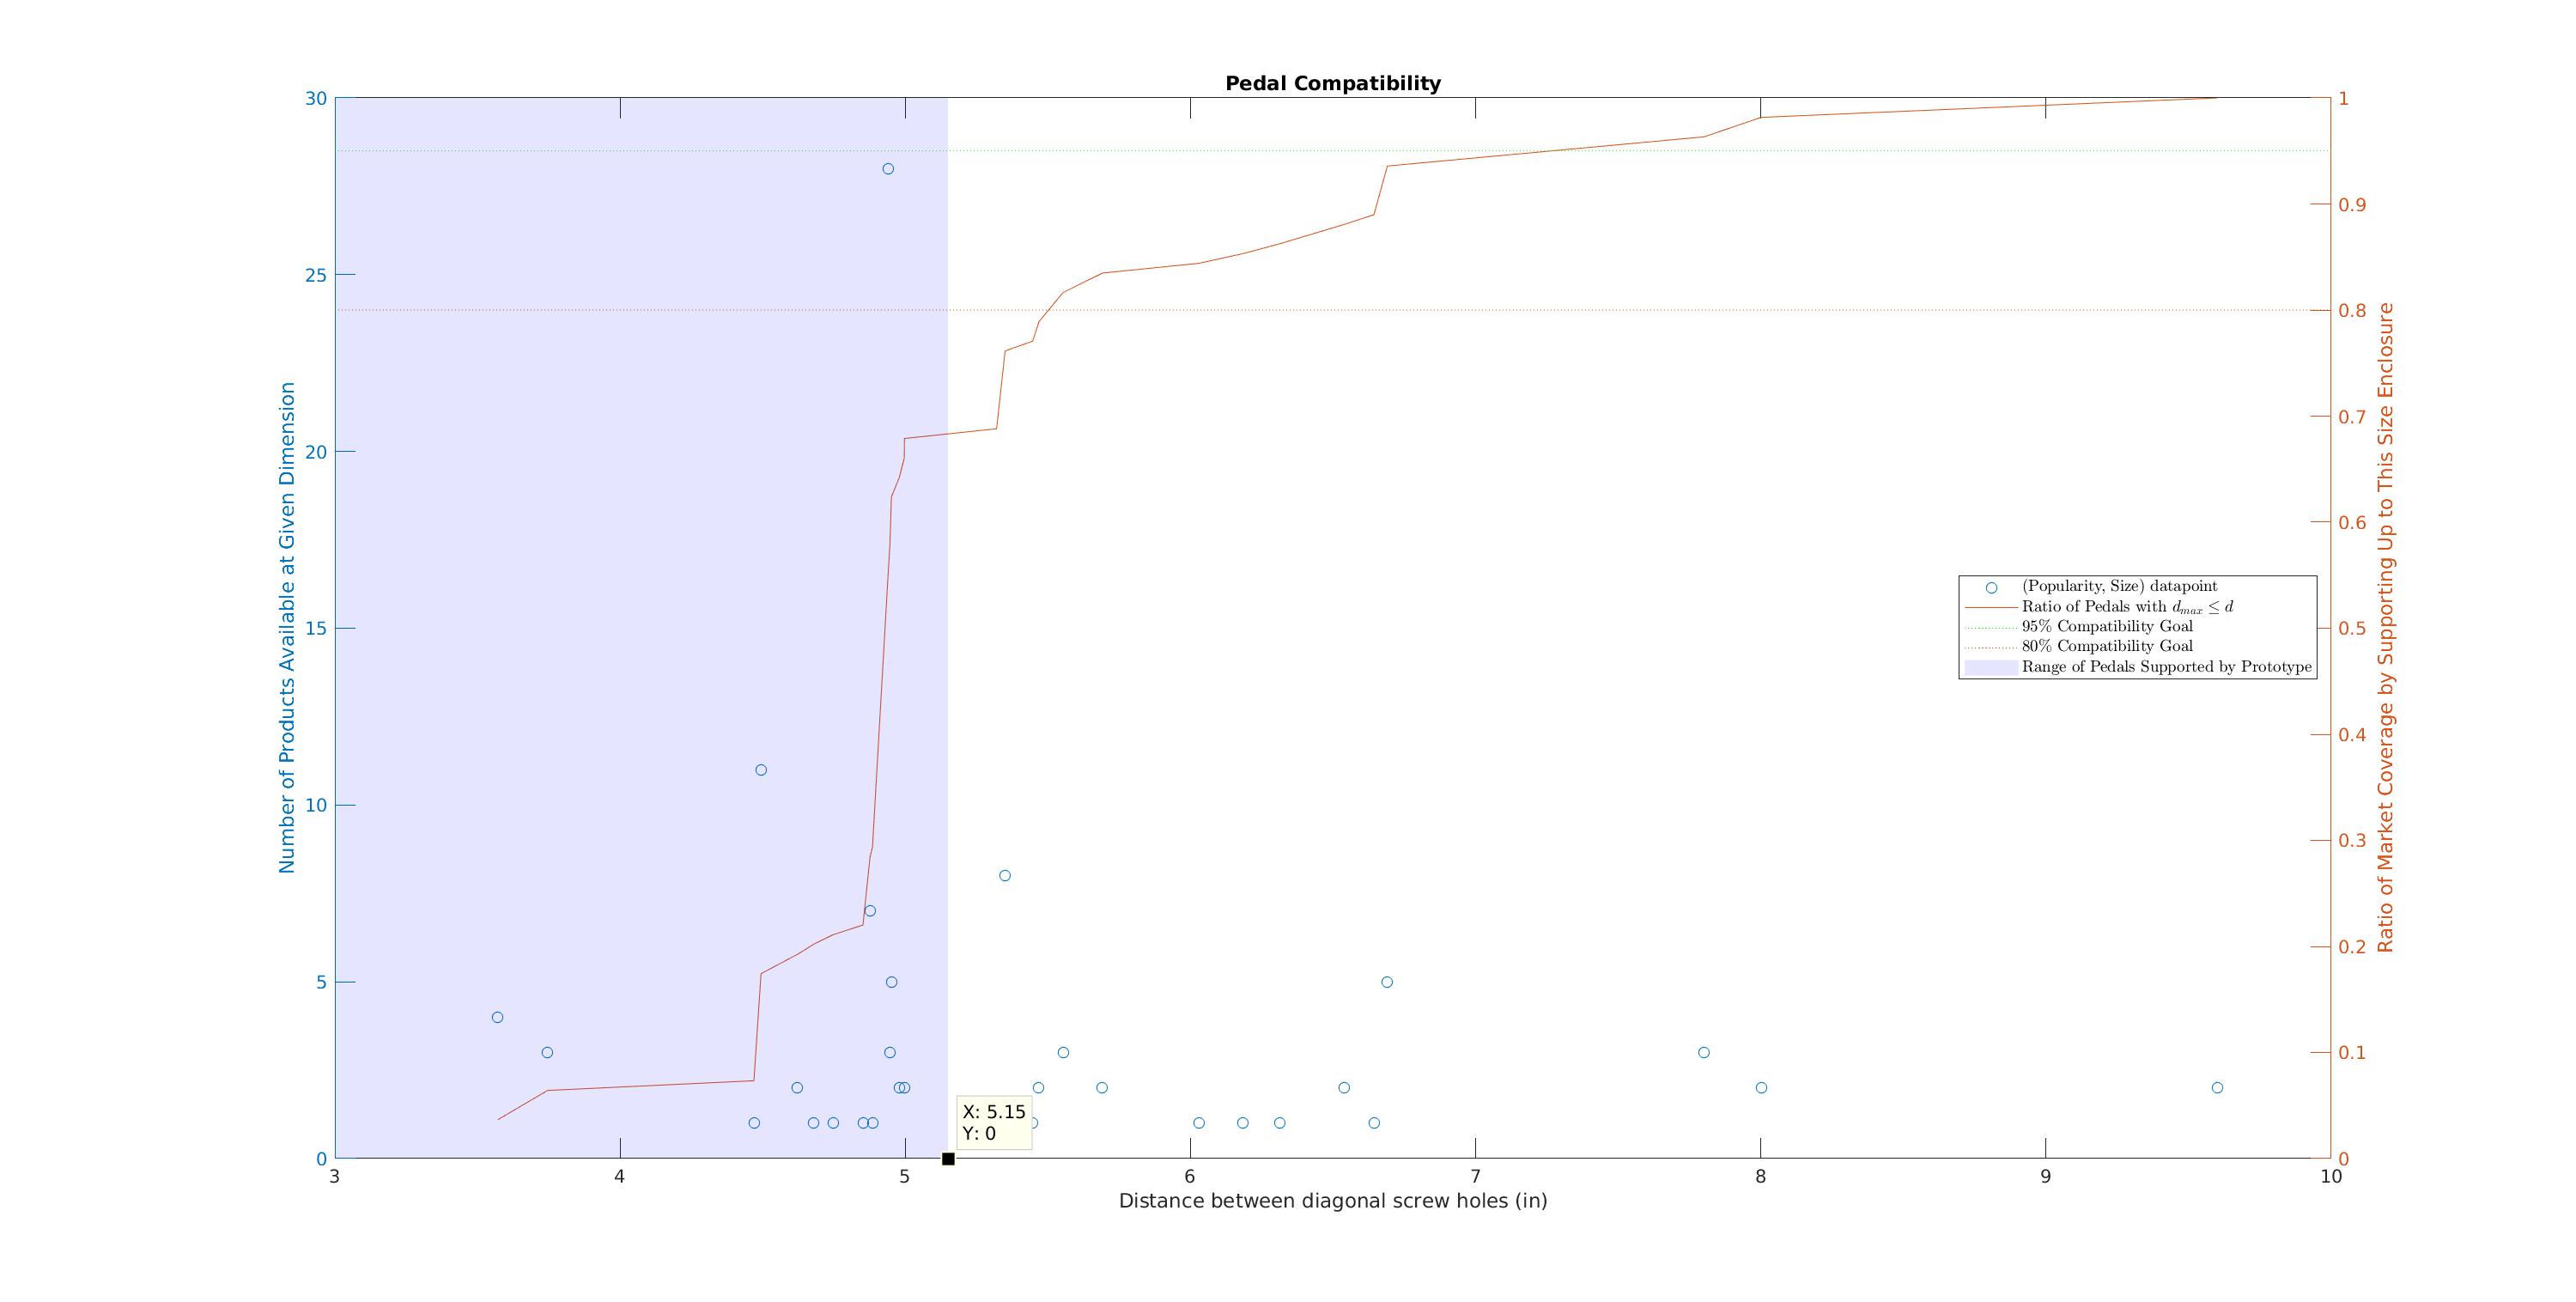 Pedal Compatibility
30
25
20
15
10
5
0
Number of Products Available at Given Dimension
1
0.9
0.8
0.7
0.6
0.5
0.4
0.3
0.2
0.1
0
Ratio of Market Coverage by Supporting Up to This Size Enclosure
(Popularity, Size) datapoint
Ratio of Pedals with d_max ≤ d
95% Compatibility Goal
80% Compatibility Goal
Range of Pedals Supported by Prototype
X: 5.15
Y: 0
3 4 5 6 7 8 9 10
Distance between diagonal screw holes (in)